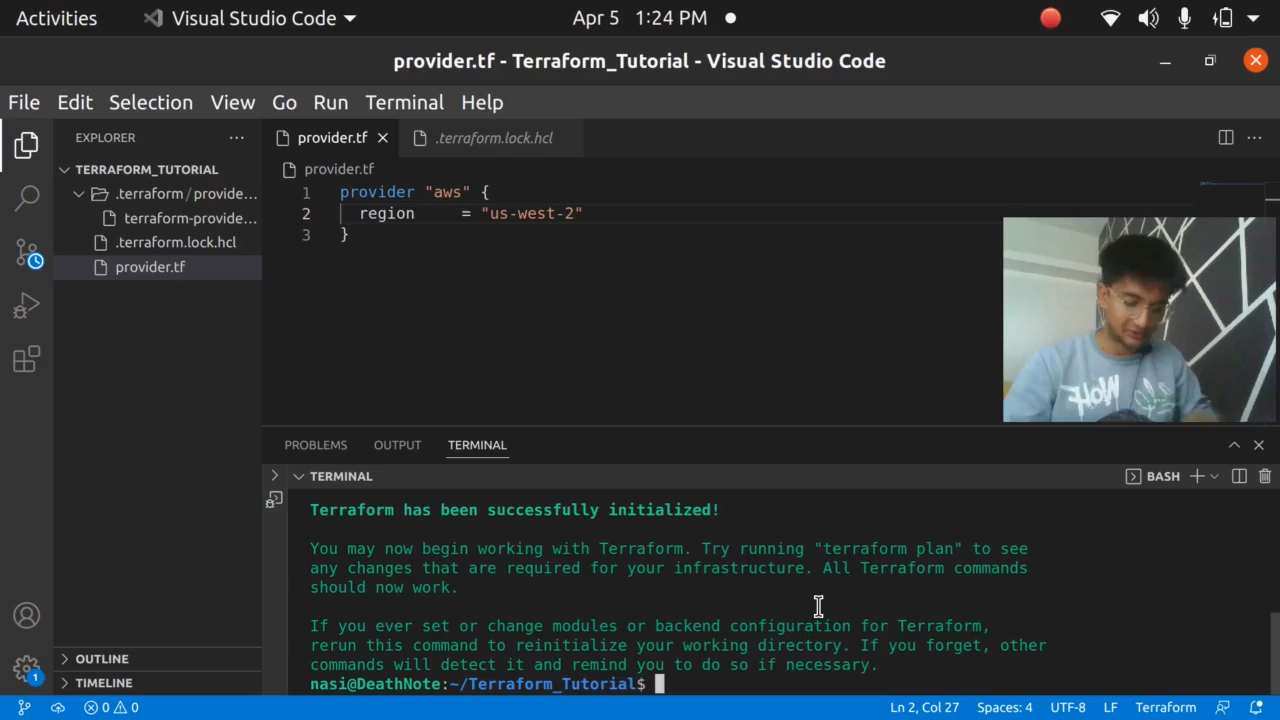 Activities
Visual Studio Code
Apr 5 1:24 PM
provider.tf - Terraform_Tutorial - Visual Studio Code
File Edit Selection View Go Run Terminal Help
EXPLORER
provider.tf
.terraform.lock.hcl
TERRAFORM_TUTORIAL
.terraform / provide...
terraform-provide...
.terraform.lock.hcl
provider.tf
provider.tf
1 provider "aws" {
2 region = "us-west-2"
3 }
PROBLEMS OUTPUT TERMINAL
TERMINAL
BASH
Terraform has been successfully initialized!
You may now begin working with Terraform. Try running "terraform plan" to see
any changes that are required for your infrastructure. All Terraform commands
should now work.
If you ever set or change modules or backend configuration for Terraform,
rerun this command to reinitialize your working directory. If you forget, other
commands will detect it and remind you to do so if necessary.
nasi@DeathNote:~/Terraform_Tutorial$
OUTLINE
TIMELINE
1
0 0
Ln 2, Col 27 Spaces: 4 UTF-8 LF Terraform